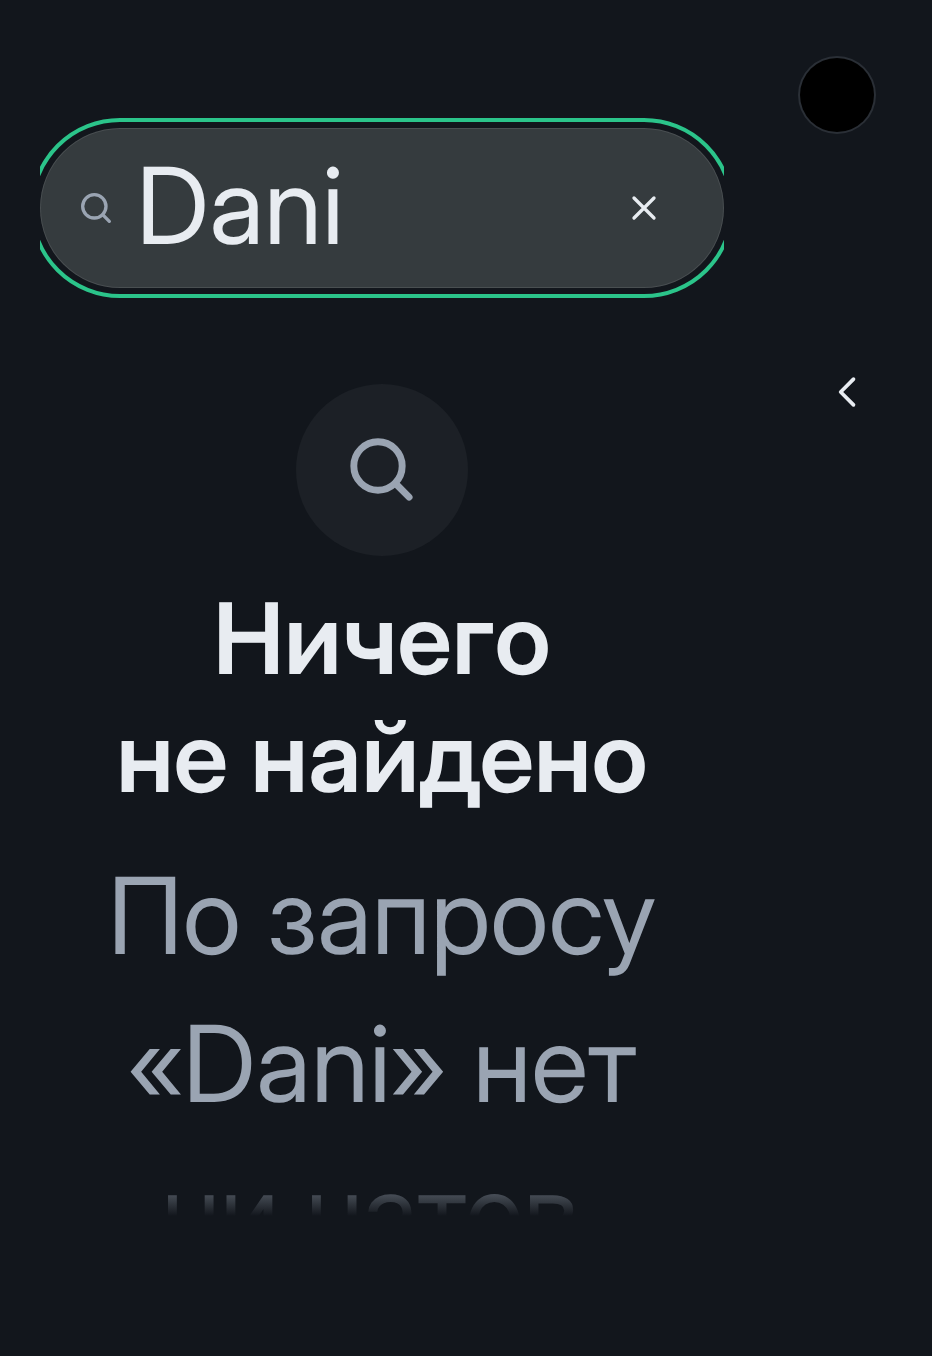 Dani
Ничего
не найдено
По запросу
«Dani» нет